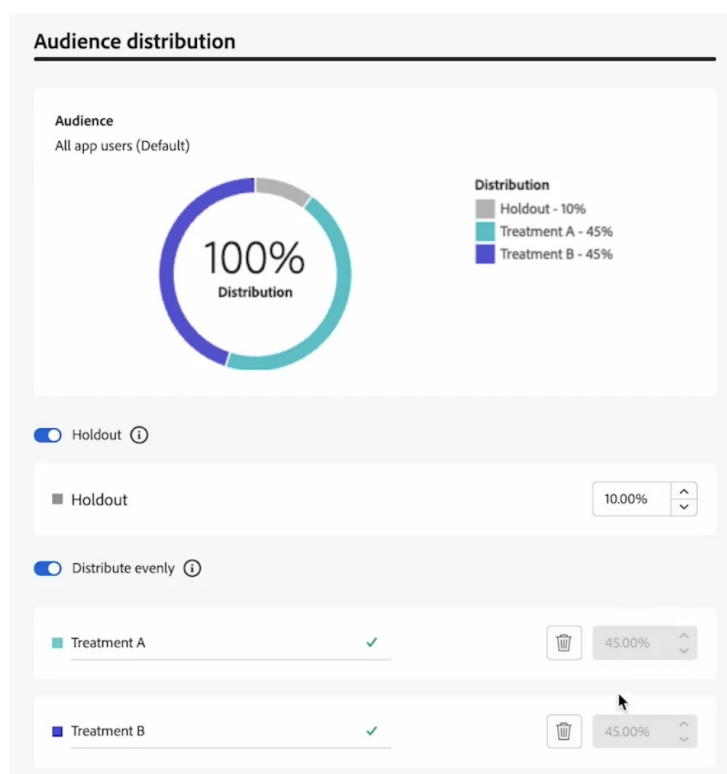 Audience distribution
Audience
All app users (Default)
100%
Distribution
Distribution
Holdout - 10%
Treatment A - 45%
Treatment B - 45%
Holdout
Holdout
10.00%
Distribute evenly
Treatment A
45.00%
Treatment B
45.00%